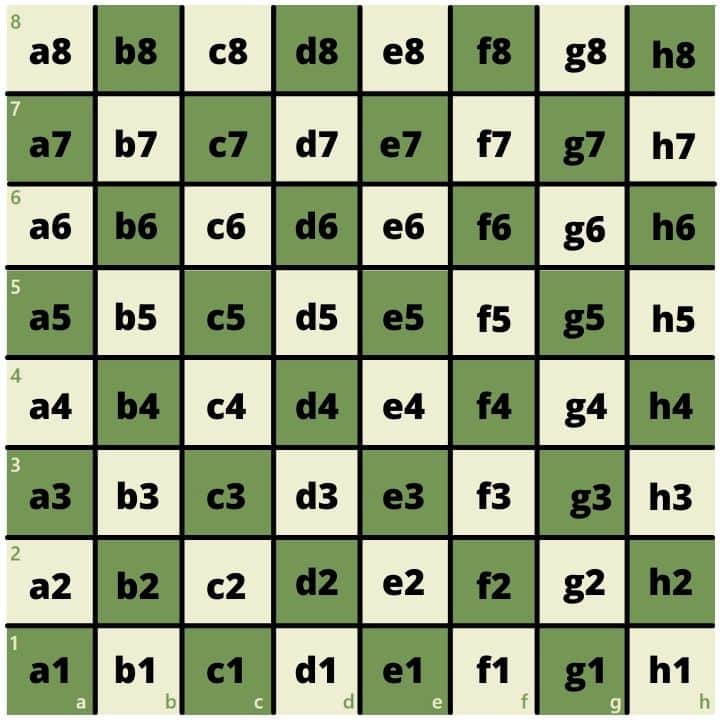 8
a8 b8 c8 d8 e8 f8 g8 h8
7
a7 b7 c7 d7 e7 f7 g7 h7
6
a6 b6 c6 d6 e6 f6 g6 h6
5
a5 b5 c5 d5 e5 f5 g5 h5
4
a4 b4 c4 d4 e4 f4 g4 h4
3
a3 b3 c3 d3 e3 f3 g3 h3
2
a2 b2 c2 d2 e2 f2 g2 h2
1
a1 b1 c1 d1 e1 f1 g1 h1
a b c d e f g h